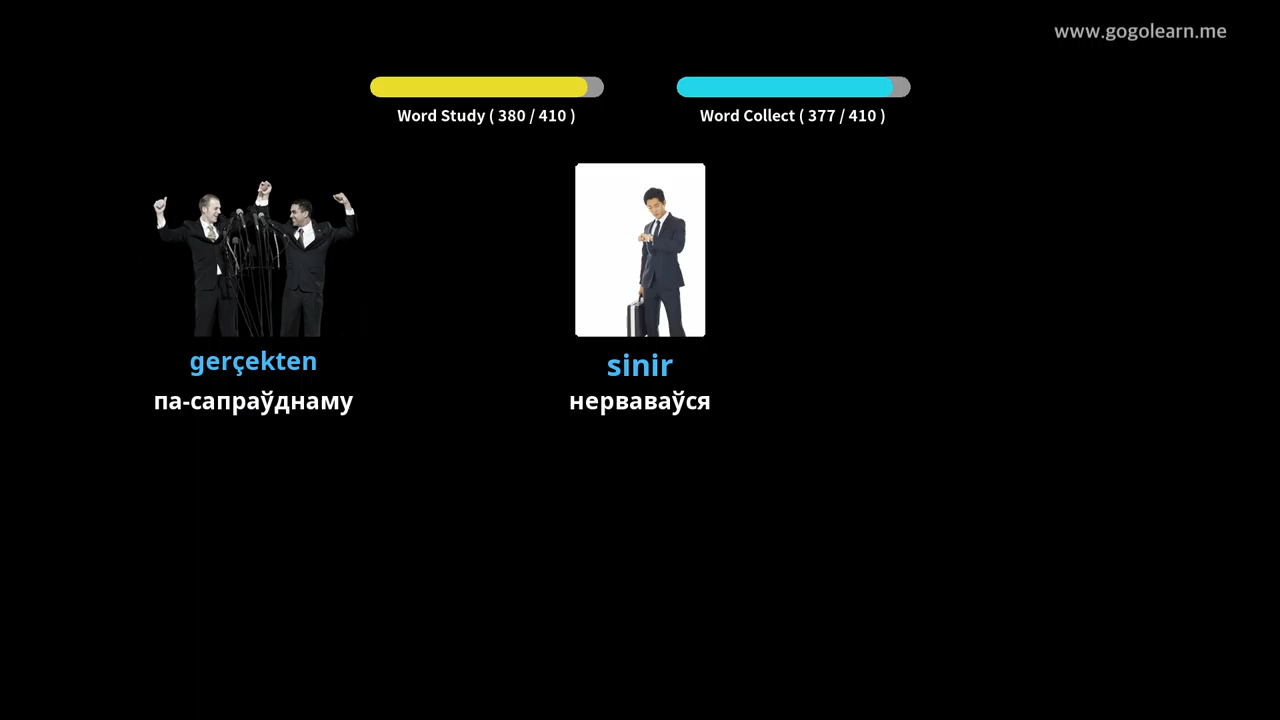 www.gogolearn.me
Word Study ( 380 / 410 )
Word Collect ( 377 / 410 )
gerçekten
sinir
па-сапраўднаму
нерваваўся